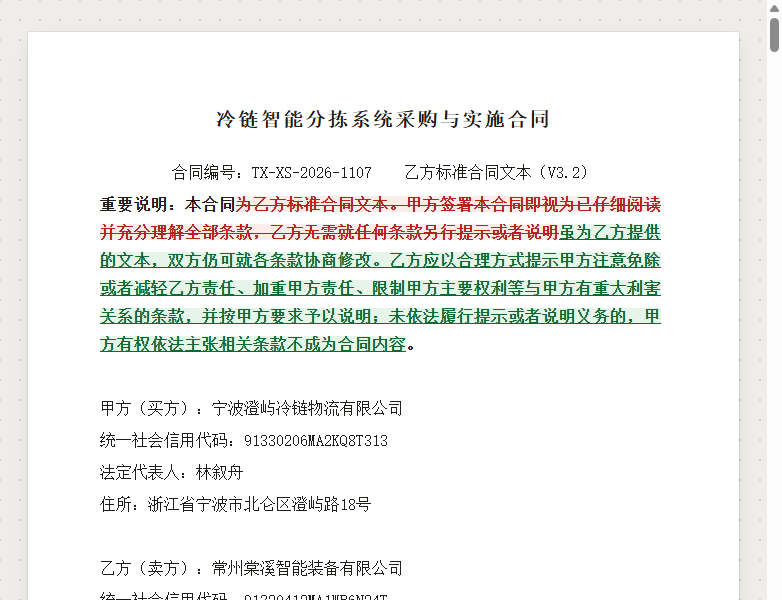 冷链智能分拣系统采购与实施合同
合同编号：TX-XS-2026-1107 乙方标准合同文本（V3.2）
重要说明：本合同为乙方标准合同文本。甲方签署本合同即视为已仔细阅读
并充分理解全部条款，乙方无需就任何条款另行提示或者说明虽为乙方提供
的文本，双方仍可就各条款协商修改。乙方应以合理方式提示甲方注意免除
或者减轻乙方责任、加重甲方责任、限制甲方主要权利等与甲方有重大利害
关系的条款，并按甲方要求予以说明；未依法履行提示或者说明义务的，甲
方有权依法主张相关条款不成为合同内容。
甲方（买方）：宁波澄屿冷链物流有限公司
统一社会信用代码：91330206MA2KQ8T313
法定代表人：林叙舟
住所：浙江省宁波市北仑区澄屿路18号
乙方（卖方）：常州棠溪智能装备有限公司
统一社会信用代码：91320412MA1WR6N24T